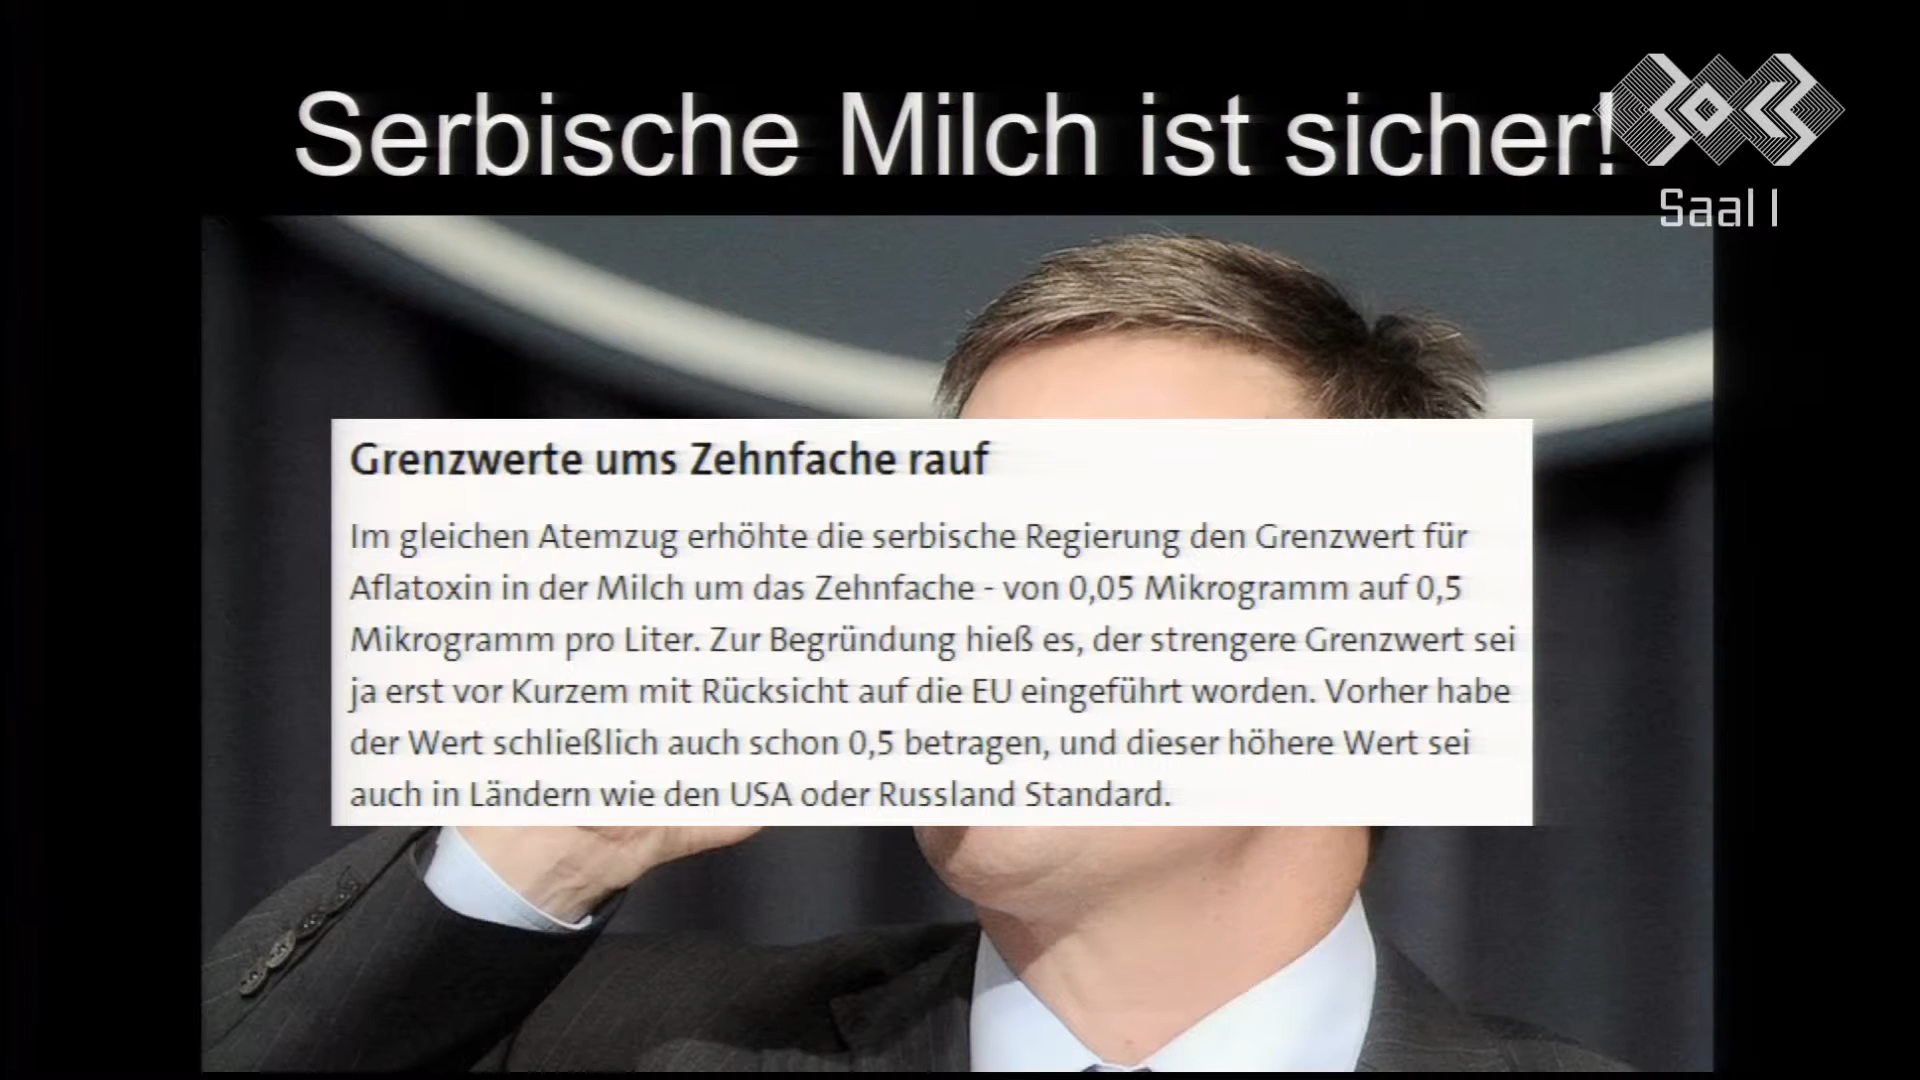 Serbische Milch ist sicher!
Saal 1
Grenzwerte ums Zehnfache rauf
Im gleichen Atemzug erhöhte die serbische Regierung den Grenzwert für
Aflatoxin in der Milch um das Zehnfache - von 0,05 Mikrogramm auf 0,5
Mikrogramm pro Liter. Zur Begründung hieß es, der strengere Grenzwert sei
ja erst vor Kurzem mit Rücksicht auf die EU eingeführt worden. Vorher habe
der Wert schließlich auch schon 0,5 betragen, und dieser höhere Wert sei
auch in Ländern wie den USA oder Russland Standard.